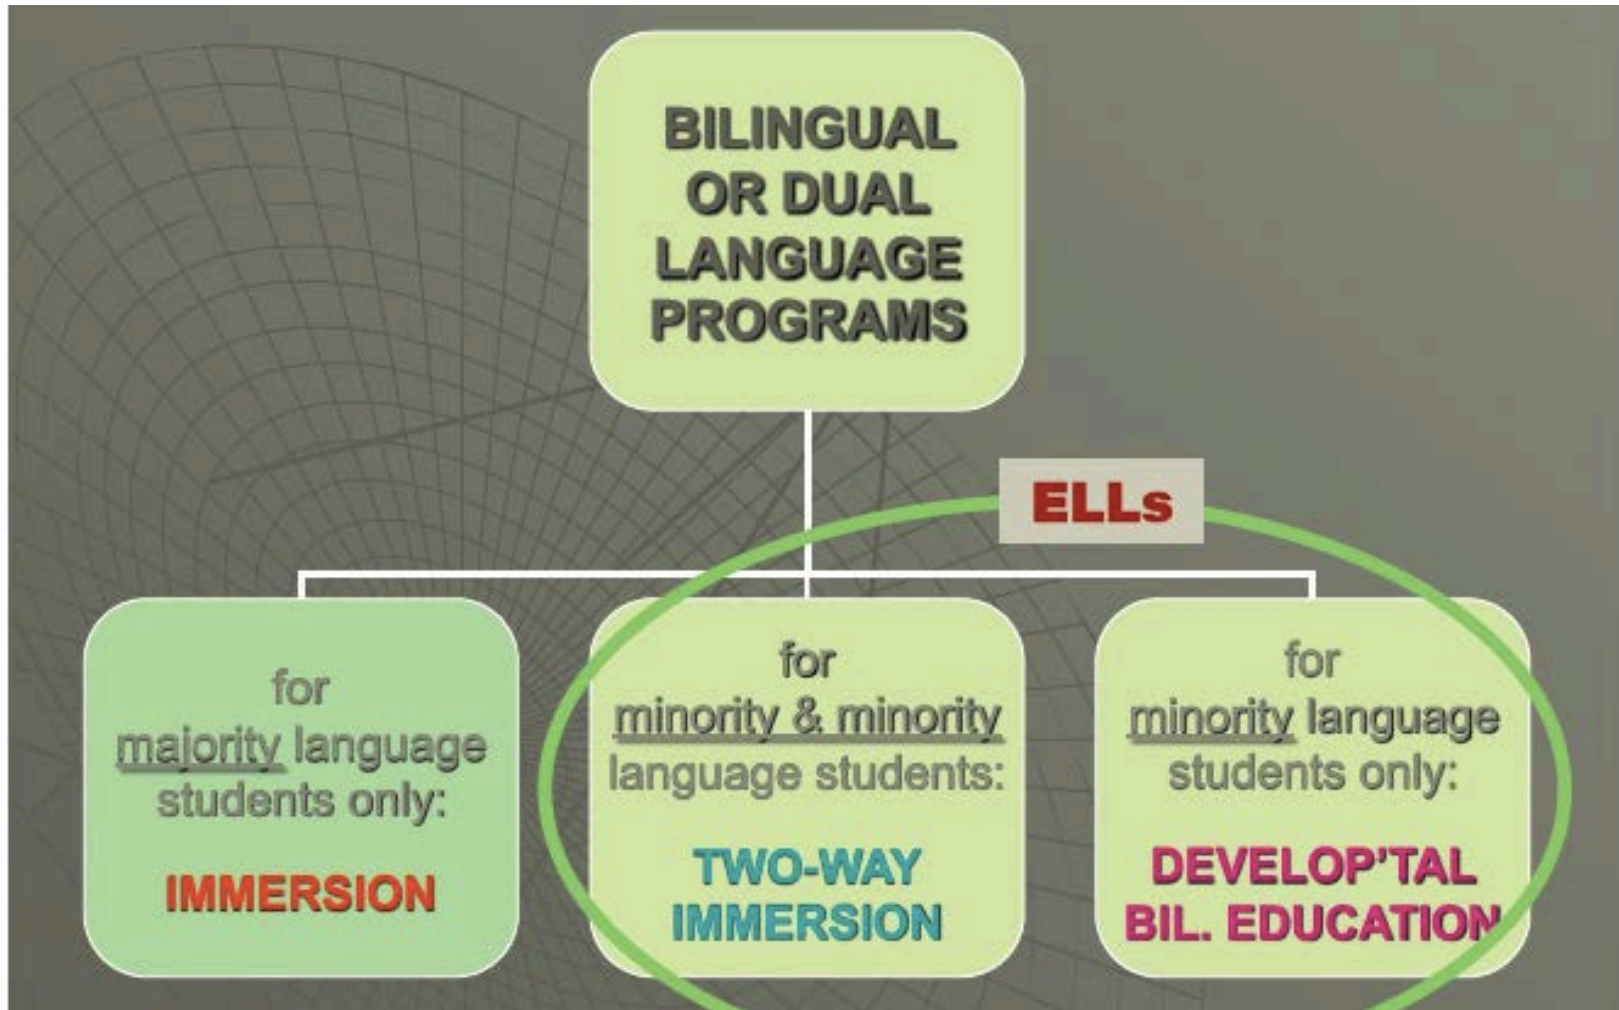 BILINGUAL
OR DUAL
LANGUAGE
PROGRAMS
ELLs
for
majority language
students only:
IMMERSION
for
minority & minority
language students:
TWO-WAY
IMMERSION
for
minority language
students only:
DEVELOP'TAL
BIL. EDUCATION